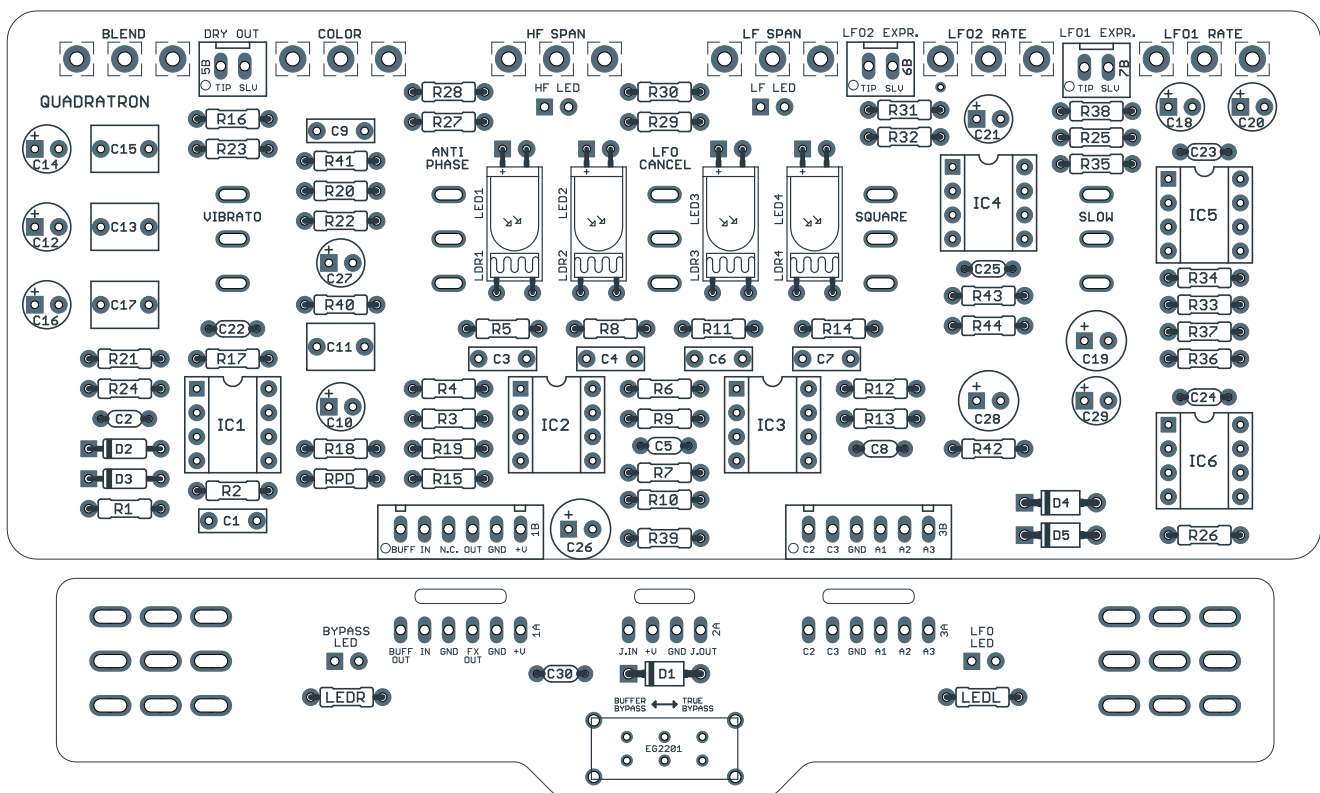 BLEND
DRY OUT
COLOR
HF SPAN
LF SPAN
LFO2 EXPR.
LFO2 RATE
LFO1 EXPR.
LFO1 RATE
5B
TIP SLV
6B
TIP SLV
7B
TIP SLV
QUADRATRON
HF LED
LF LED
R28
R30
R31
R38
C18
C20
R16
R27
R29
R32
C21
R25
C9
C14
C15
R23
R41
ANTI
PHASE
LFO
CANCEL
R35
C23
R20
LED1
LED2
LED3
LED4
IC4
IC5
C12
C13
VIBRATO
R22
SQUARE
SLOW
C27
LDR1
LDR2
LDR3
LDR4
C25
R34
C16
C17
R40
R43
R33
C22
R5
R8
R11
R14
R44
R37
C19
R21
R17
C11
C3
C4
C6
C7
R36
R24
R4
R6
R12
C24
C2
IC1
C10
R3
IC2
R9
IC3
R13
C28
C29
D2
R18
R19
C5
C8
R42
IC6
D3
RPD
R15
R7
R2
R10
D4
R1
C1
C26
R39
D5
R26
1B
BUFF IN N.C. OUT GND +V
3B
C2 C3 GND A1 A2 A3
BYPASS
LED
1A
BUFF
OUT
IN
GND
FX
OUT
GND
+V
2A
J.IN +V GND J.OUT
3A
C2 C3 GND A1 A2 A3
LFO
LED
C30
D1
LEDR
LEDL
BUFFER
BYPASS
TRUE
BYPASS
EG2201